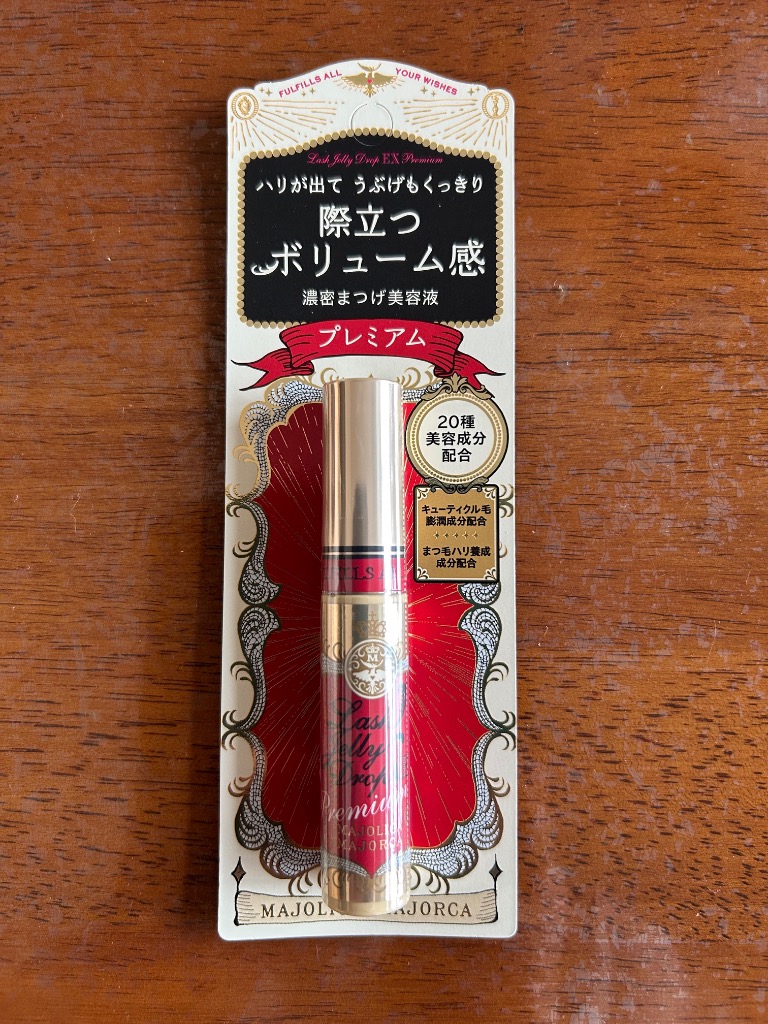 FULFILLS ALL YOUR WISHES
Lash Jelly Drop EX Premium
ハリが出て うぶげもくっきり
際立つ
ボリューム感
濃密まつげ美容液
プレミアム
20種
美容成分
配合
キューティクル毛
膨潤成分配合
まつ毛ハリ養成
成分配合
M
Lash
Jelly
Drop
Premium
MAJOLI
MAJORC
MAJOLI AJORCA